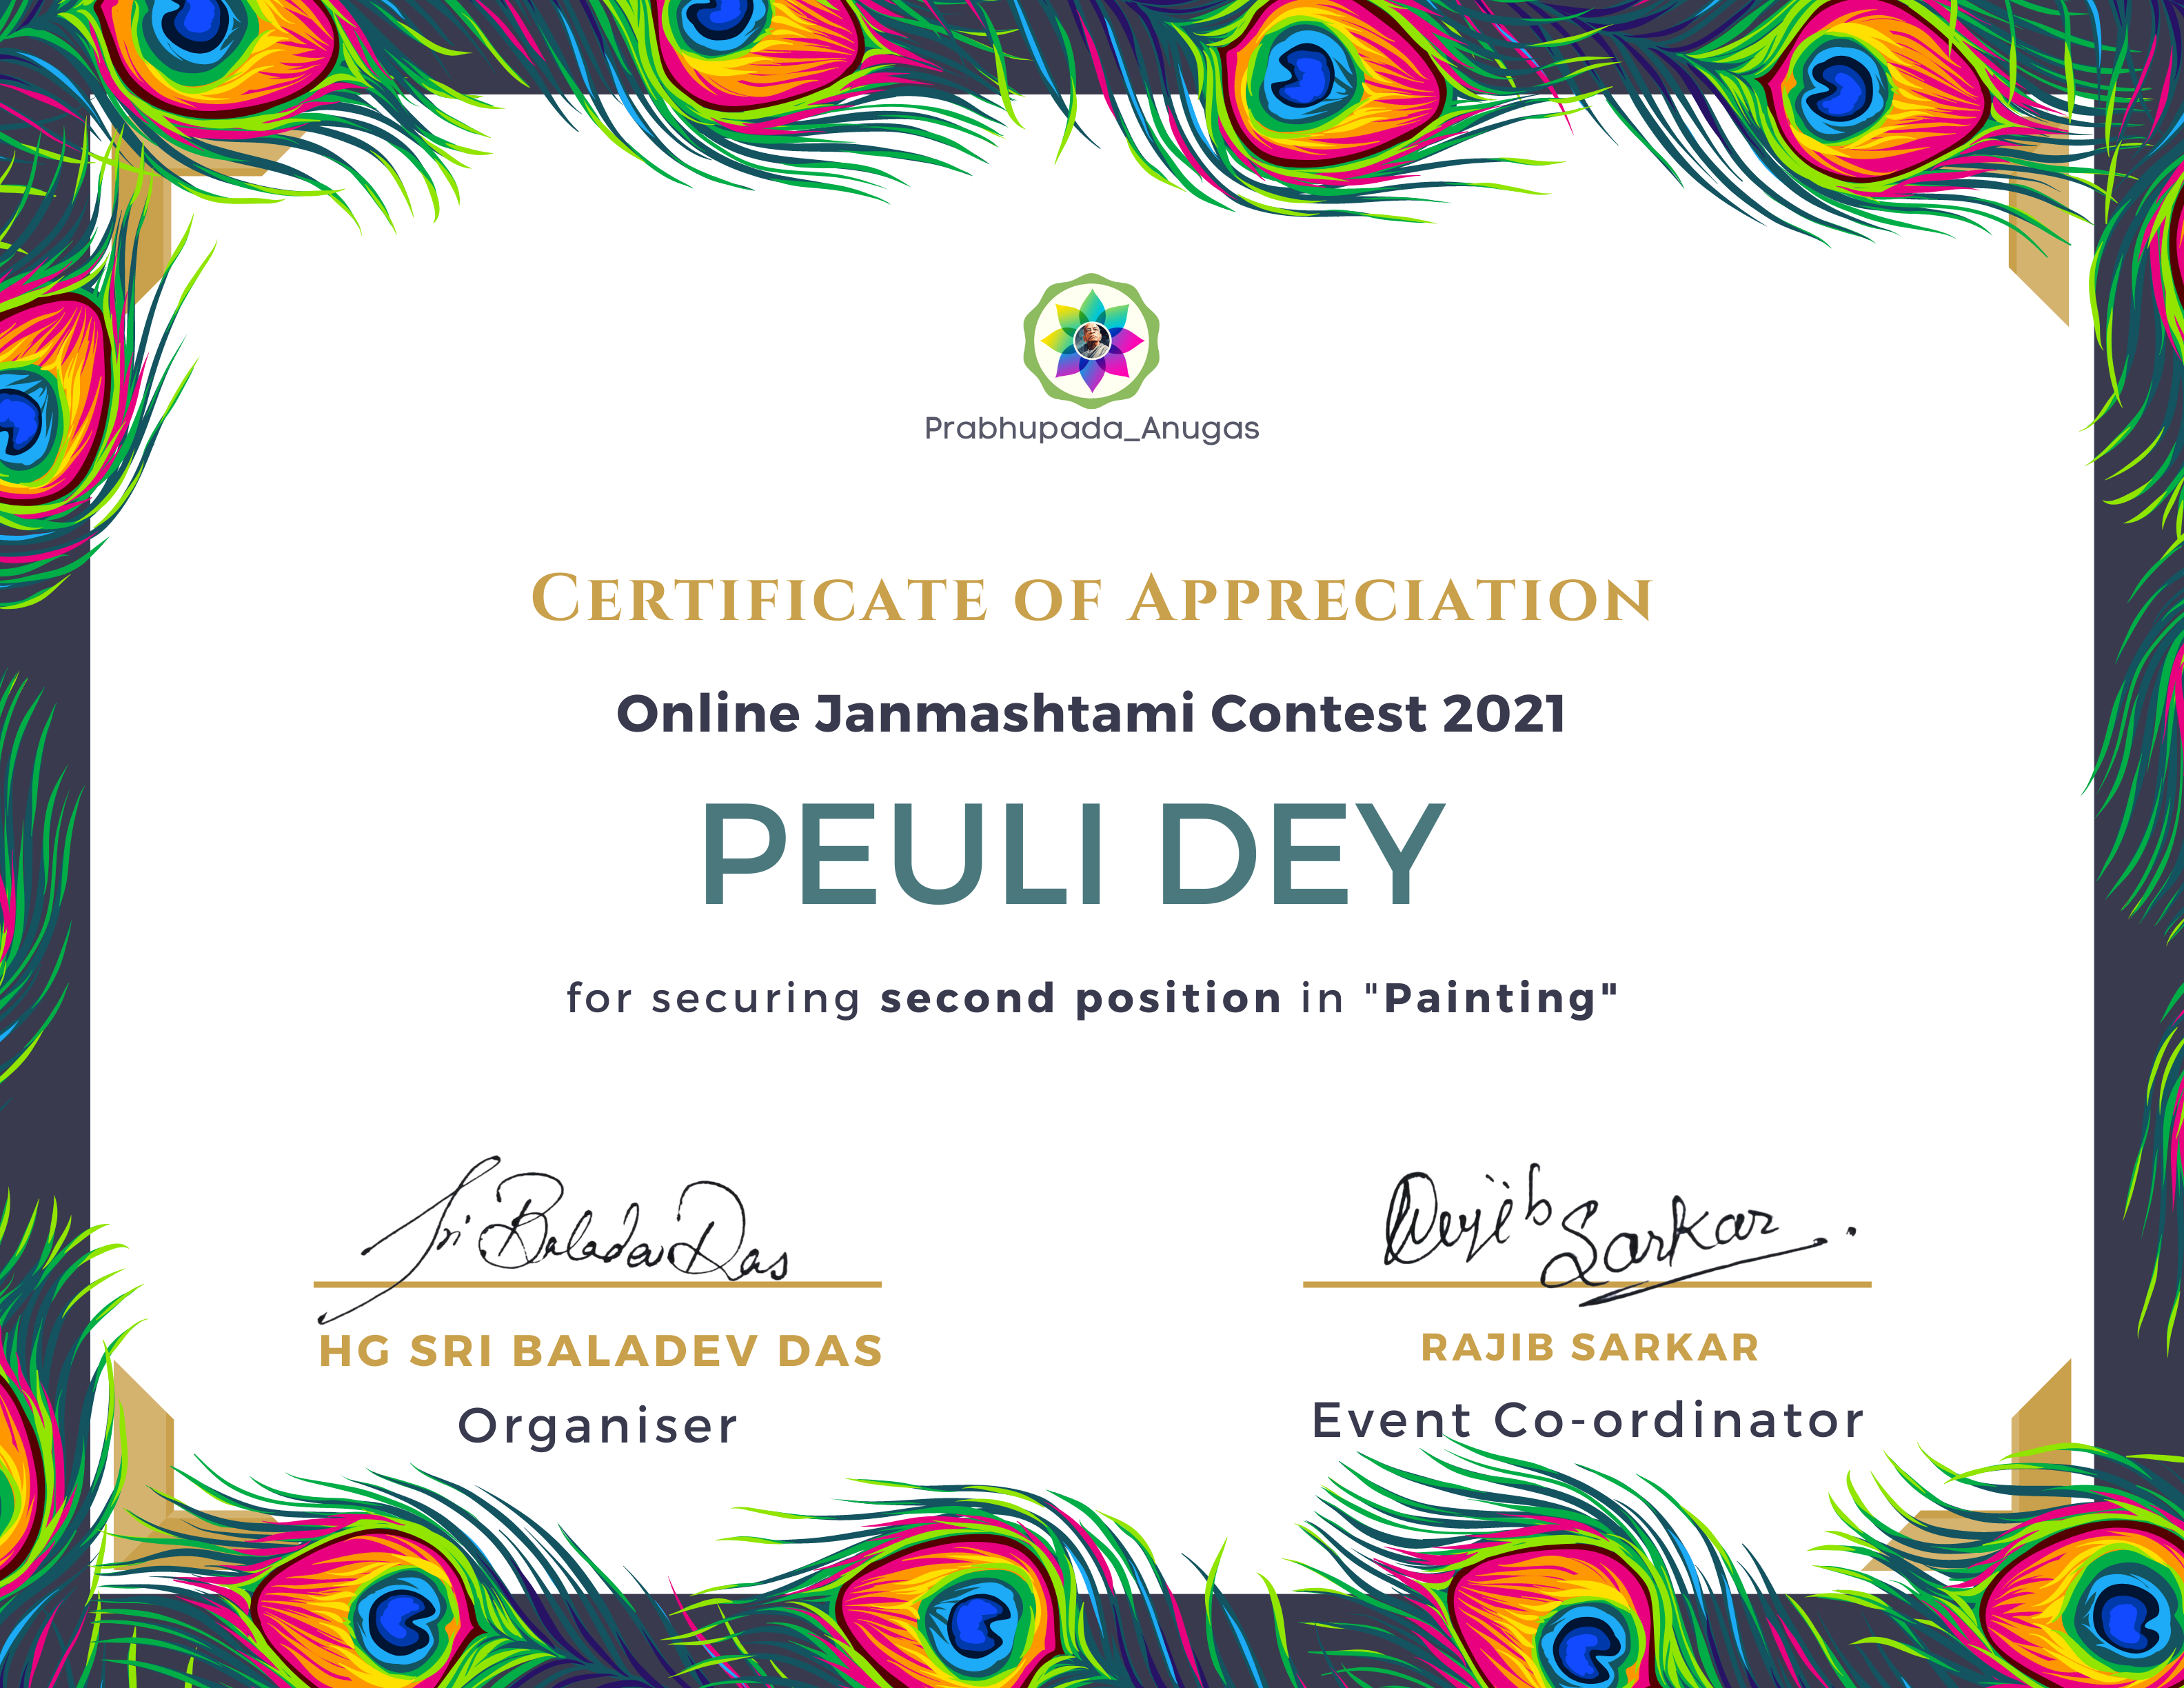 Prabhupada_Anugas
Certificate of Appreciation
Online Janmashtami Contest 2021
PEULI DEY
for securing second position in "Painting"
Sri Baladev Das
Rajib Sarkar
HG SRI BALADEV DAS
RAJIB SARKAR
Organiser
Event Co-ordinator